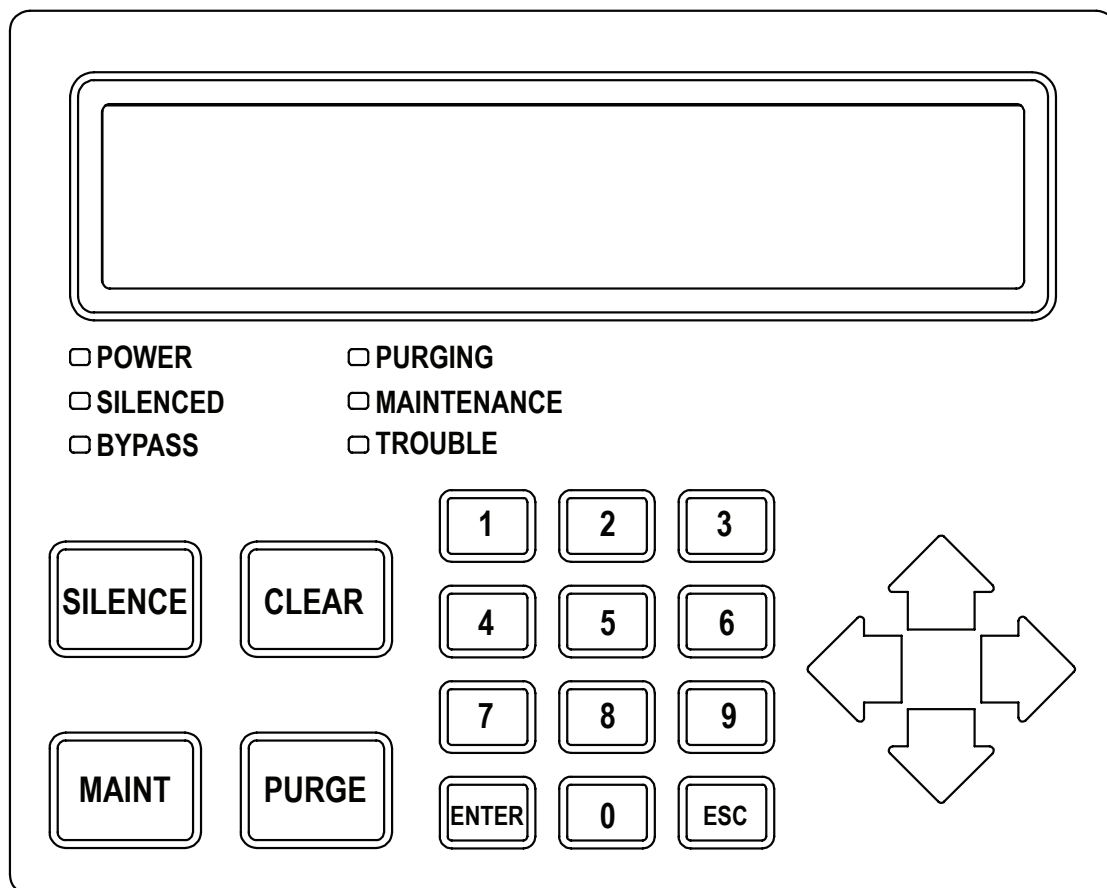 POWER
SILENCED
BYPASS
PURGING
MAINTENANCE
TROUBLE
SILENCE
CLEAR
MAINT
PURGE
1 2 3
4 5 6
7 8 9
ENTER 0 ESC